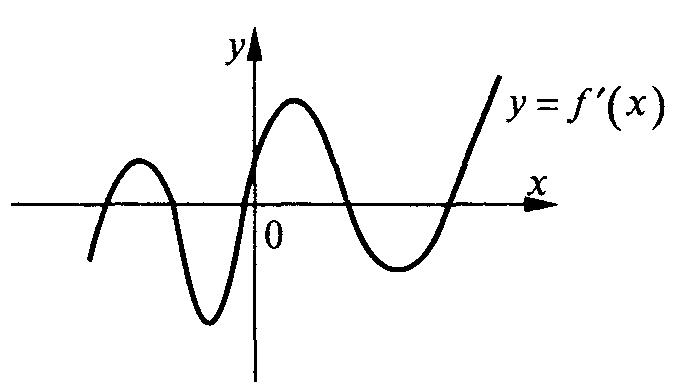 y
y = f′(x)
x
0